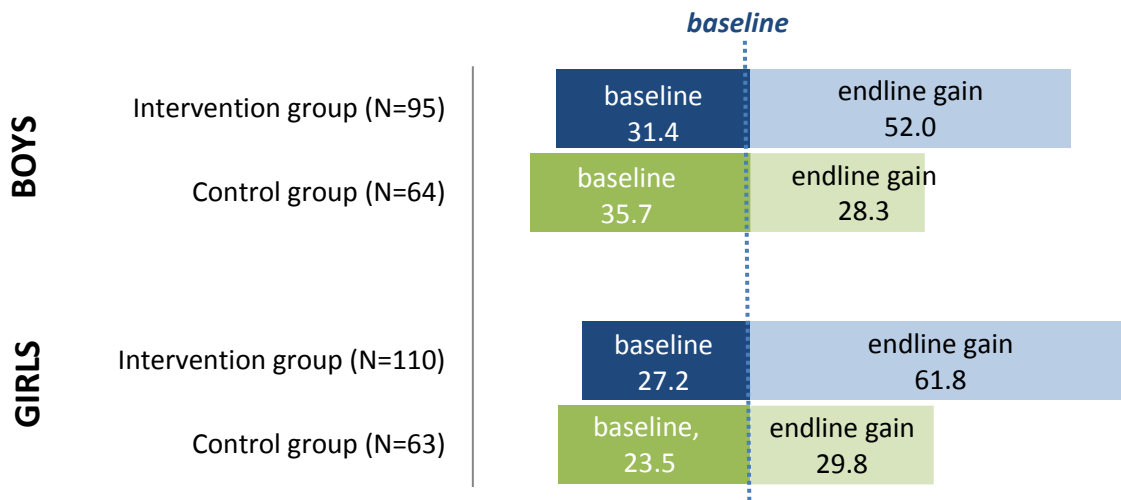 baseline
BOYS
Intervention group (N=95)
baseline
31.4
endline gain
52.0
Control group (N=64)
baseline
35.7
endline gain
28.3
GIRLS
Intervention group (N=110)
baseline
27.2
endline gain
61.8
Control group (N=63)
baseline,
23.5
endline gain
29.8